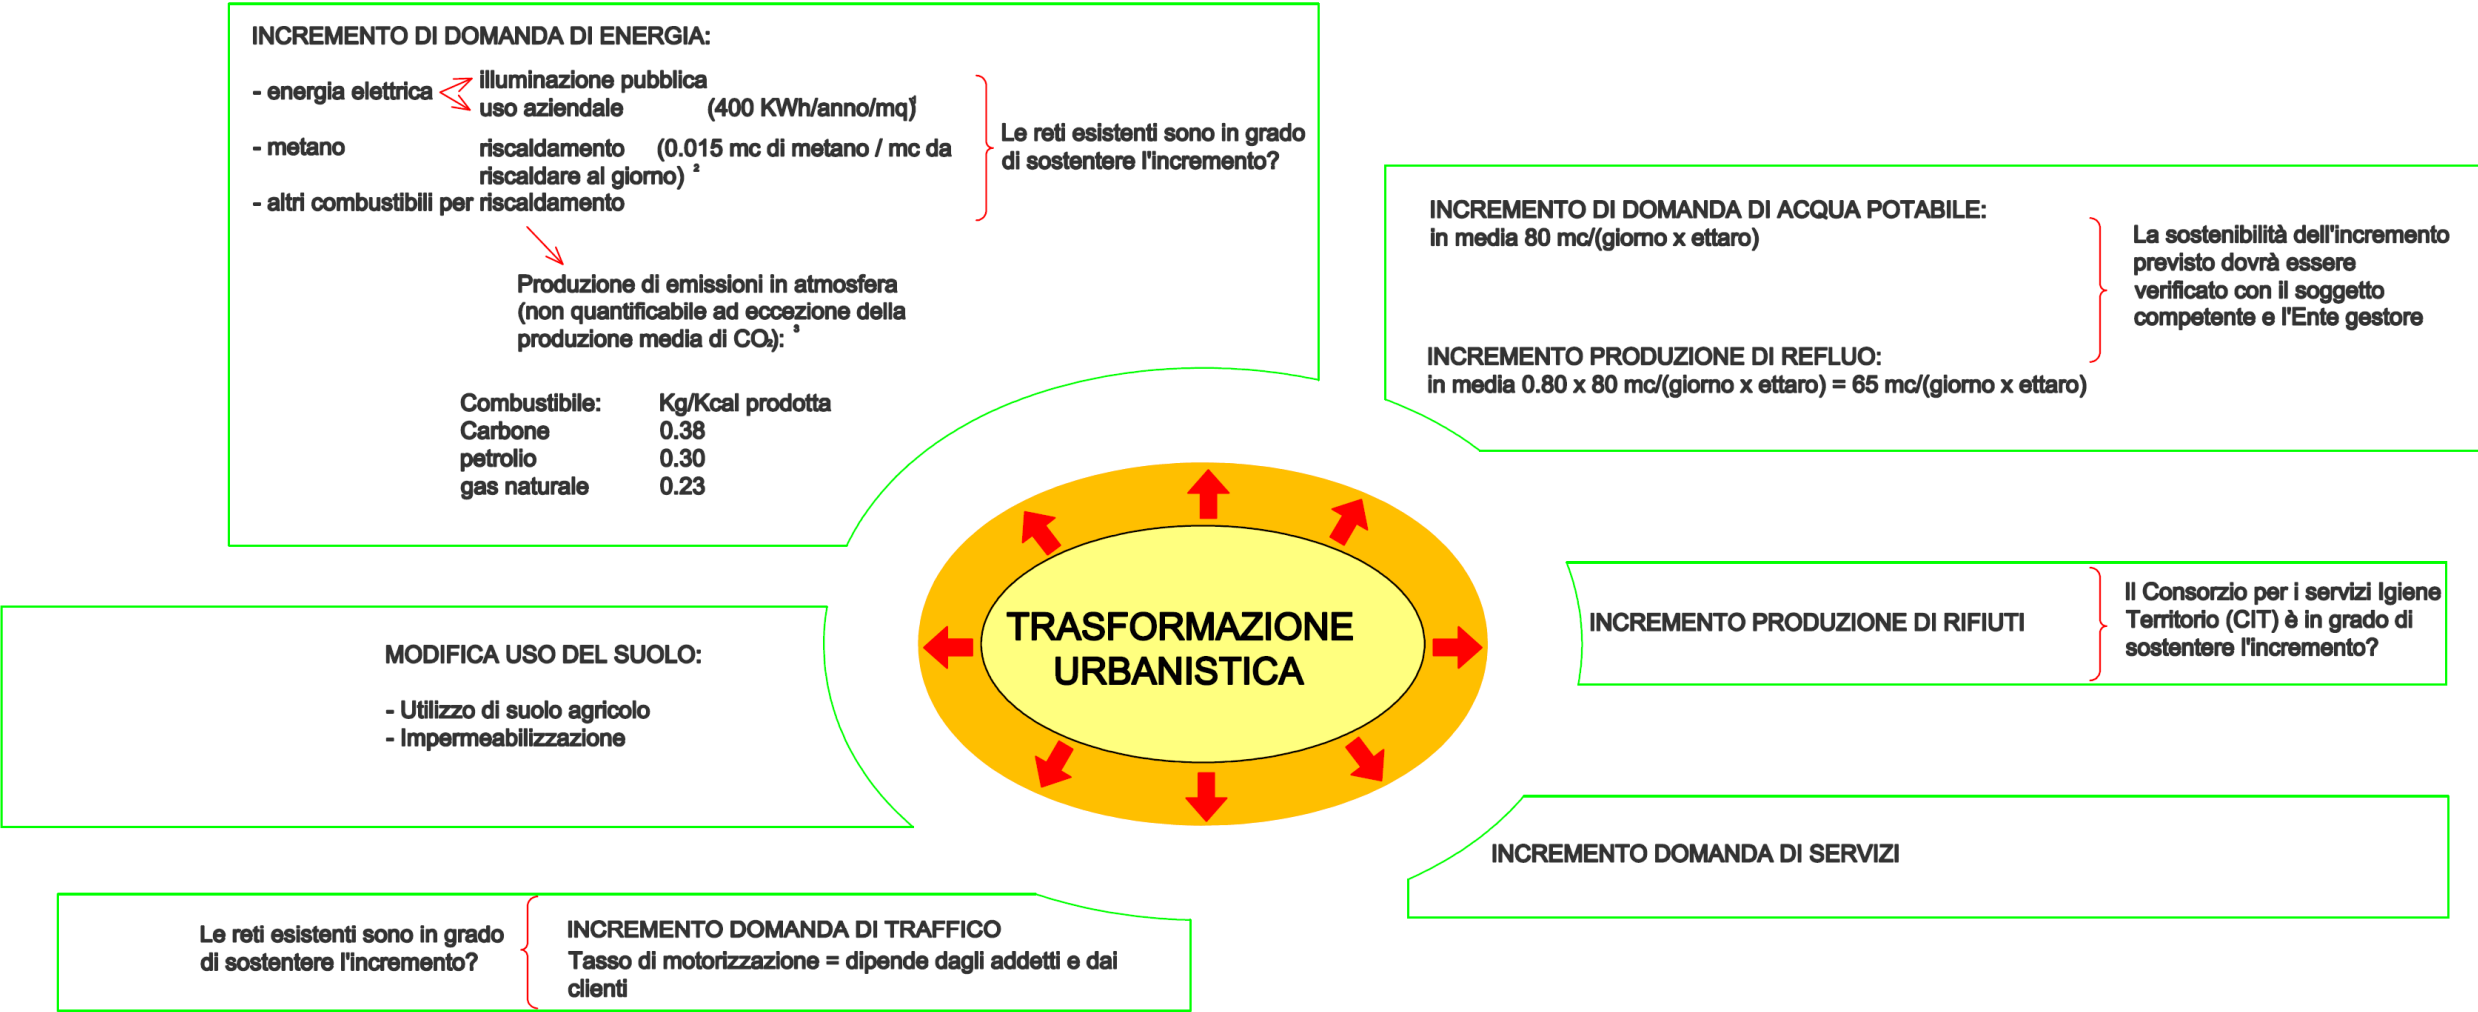 INCREMENTO DI DOMANDA DI ENERGIA:
- energia elettrica
illuminazione pubblica
uso aziendale (400 KWh/anno/mq)¹
- metano riscaldamento (0.015 mc di metano / mc da
riscaldare al giorno) ²
- altri combustibili per riscaldamento
Le reti esistenti sono in grado
di sostentere l'incremento?
Produzione di emissioni in atmosfera
(non quantificabile ad eccezione della
produzione media di CO₂): ³
Combustibile: Kg/Kcal prodotta
Carbone 0.38
petrolio 0.30
gas naturale 0.23
INCREMENTO DI DOMANDA DI ACQUA POTABILE:
in media 80 mc/(giorno x ettaro)
INCREMENTO PRODUZIONE DI REFLUO:
in media 0.80 x 80 mc/(giorno x ettaro) = 65 mc/(giorno x ettaro)
La sostenibilità dell'incremento
previsto dovrà essere
verificato con il soggetto
competente e l'Ente gestore
TRASFORMAZIONE
URBANISTICA
INCREMENTO PRODUZIONE DI RIFIUTI
Il Consorzio per i servizi Igiene
Territorio (CIT) è in grado di
sostentere l'incremento?
MODIFICA USO DEL SUOLO:
- Utilizzo di suolo agricolo
- Impermeabilizzazione
INCREMENTO DOMANDA DI SERVIZI
Le reti esistenti sono in grado
di sostentere l'incremento?
INCREMENTO DOMANDA DI TRAFFICO
Tasso di motorizzazione = dipende dagli addetti e dai
clienti